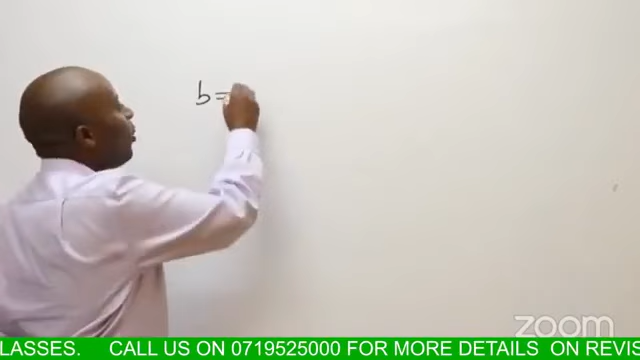 b=
zoom
LASSES. CALL US ON 0719525000 FOR MORE DETAILS ON REVIS